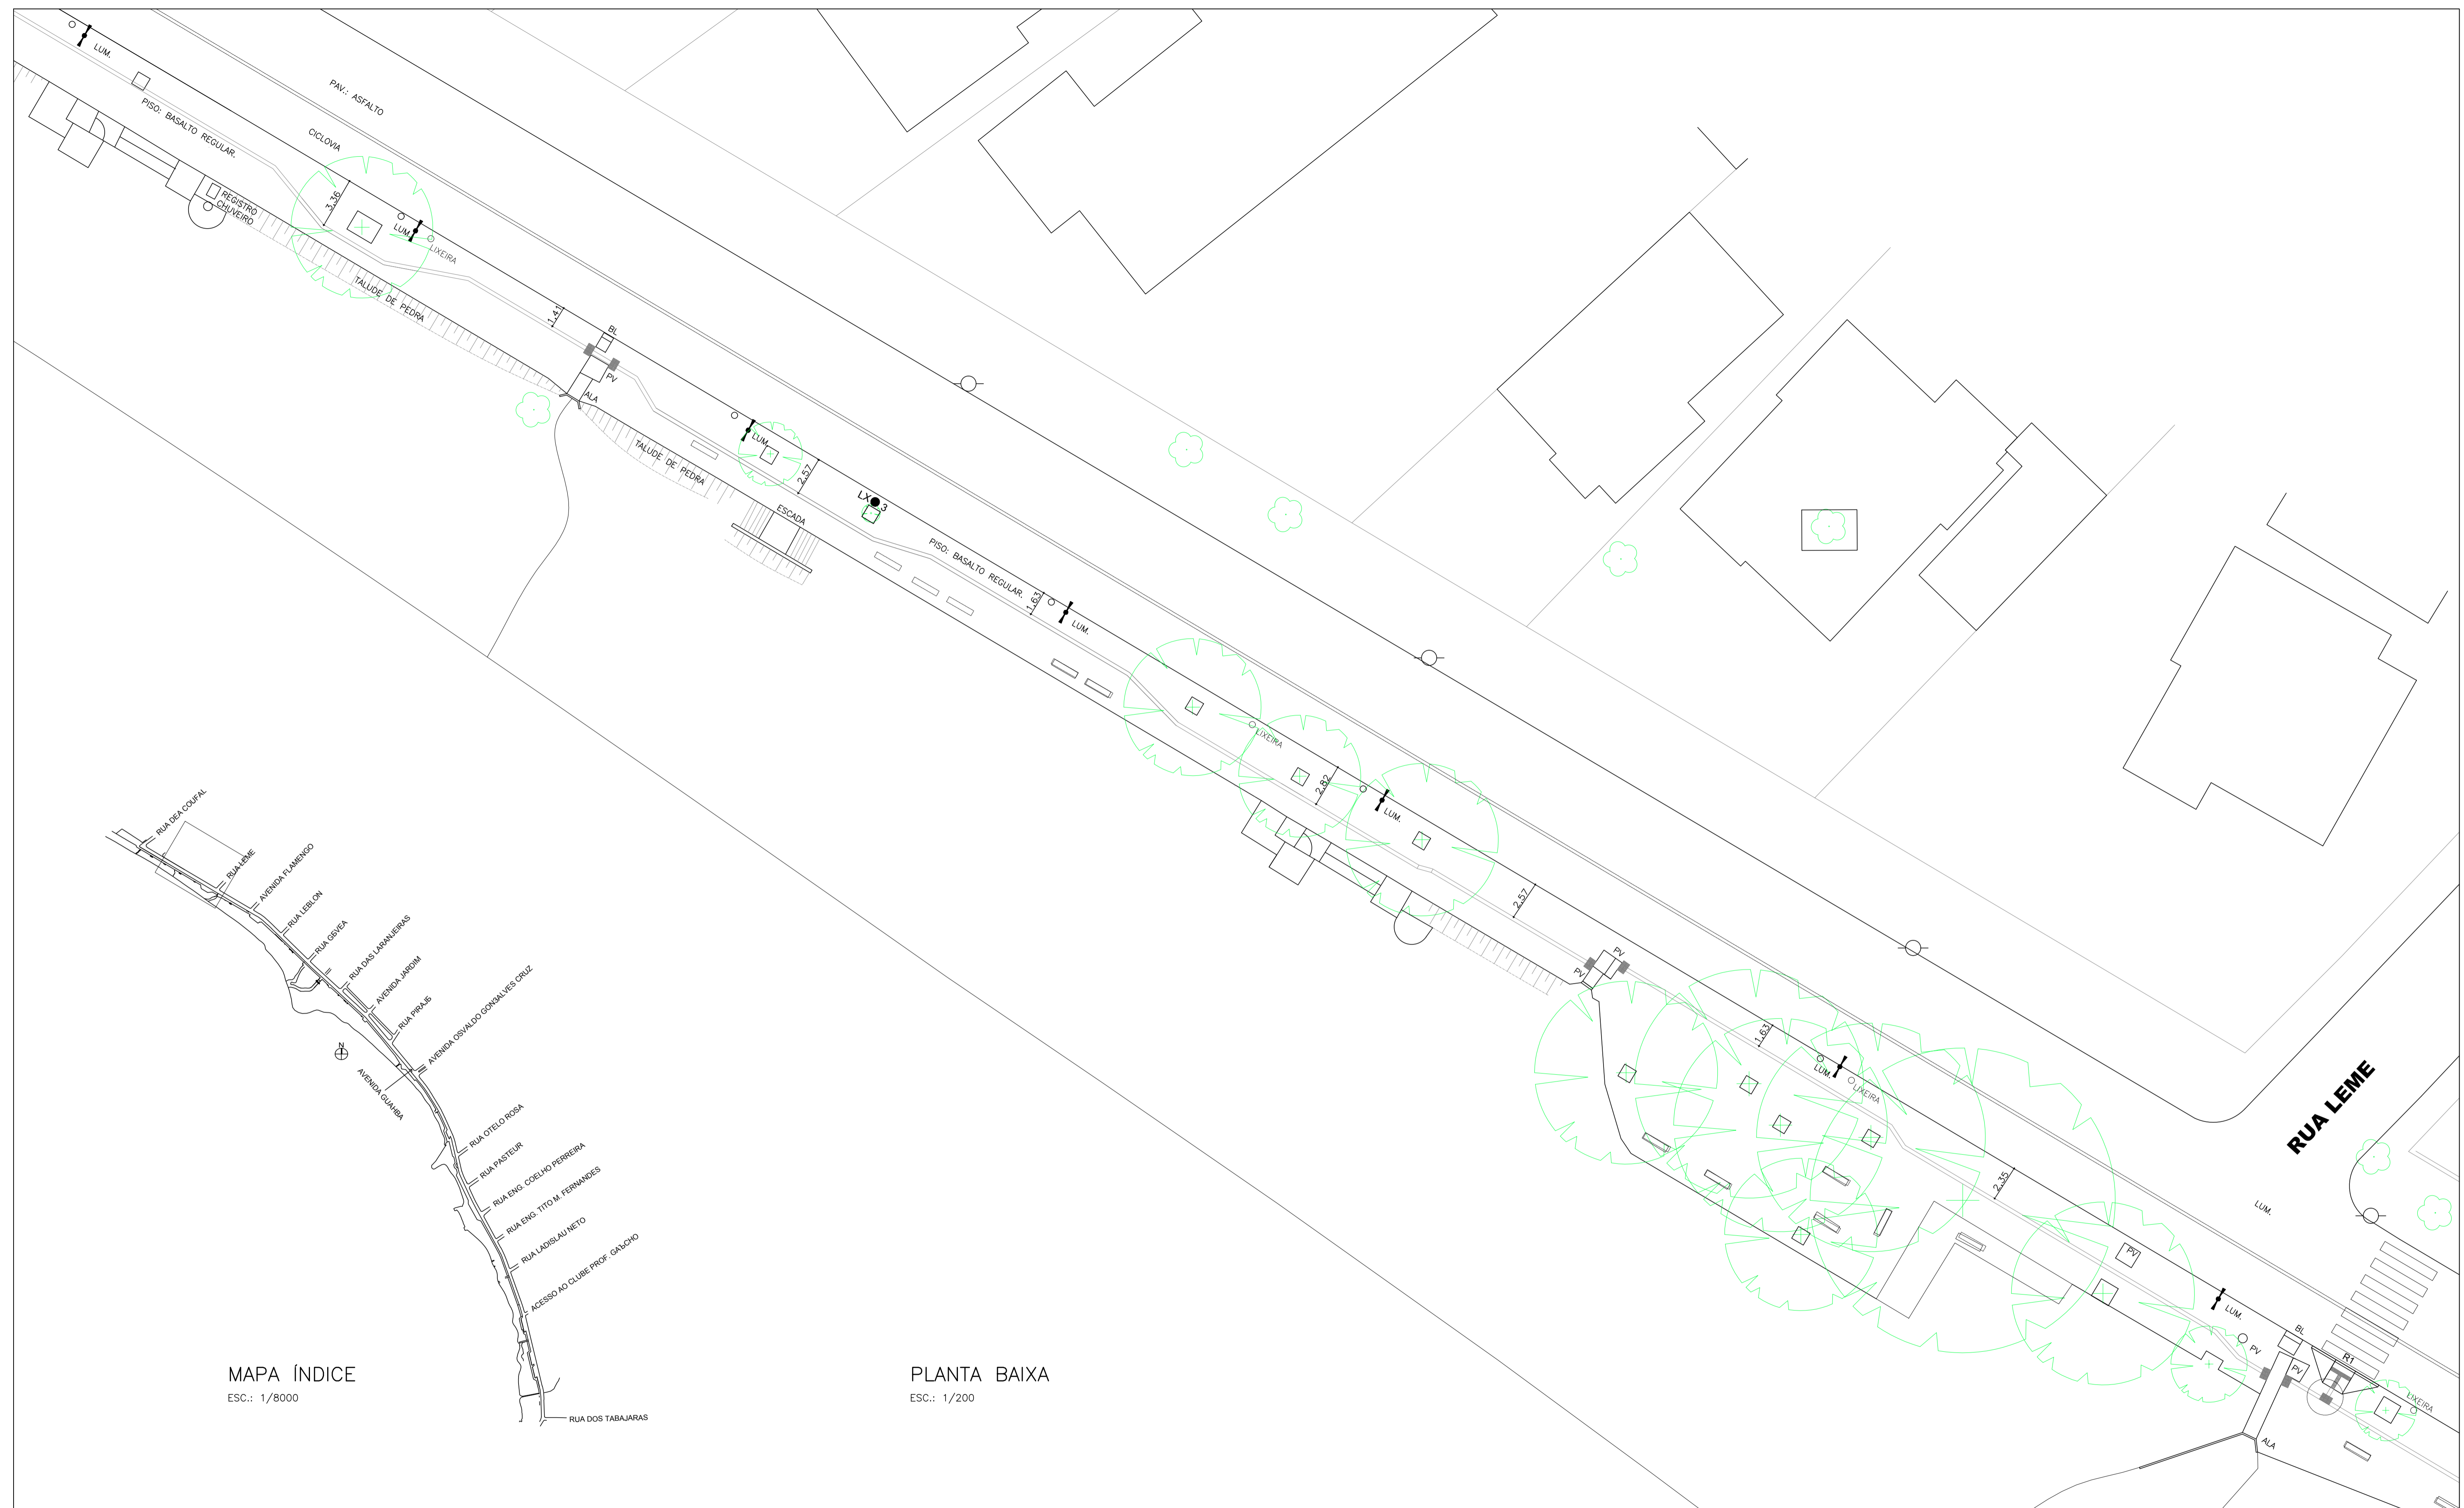 LUM.
PAV.: ASFALTO
PISO: BASALTO REGULAR.
CICLOVIA
REGISTRO
CHUVEIRO
3,36
LUM.
LIXEIRA
TALUDE DE PEDRA
1,41
BL
PV
ALA
TALUDE DE PEDRA
LUM.
2,57
LX
3
ESCADA
PISO: BASALTO REGULAR.
1,63
LUM.
LIXEIRA
2,82
LUM.
2,57
PV
PV
1,63
LUM.
LIXEIRA
2,35
RUA LEME
LUM.
PV
LUM.
BL
PV
PV
R1
LIXEIRA
ALA
RUA DEA COUFAL
RUA LEME
AVENIDA FLAMENGO
RUA LEBLON
RUA GБVEA
RUA DAS LARANJEIRAS
AVENIDA JARDIM
RUA PIRAJБ
AVENIDA OSVALDO GONЗALVES CRUZ
N
AVENIDA GUAНBA
RUA OTELO ROSA
RUA PASTEUR
RUA ENG. COELHO PERREIRA
RUA ENG. TITO M. FERNANDES
RUA LADISLAU NETO
ACESSO AO CLUBE PROF. GAЪCHO
RUA DOS TABAJARAS
MAPA ÍNDICE
ESC.: 1/8000
PLANTA BAIXA
ESC.: 1/200